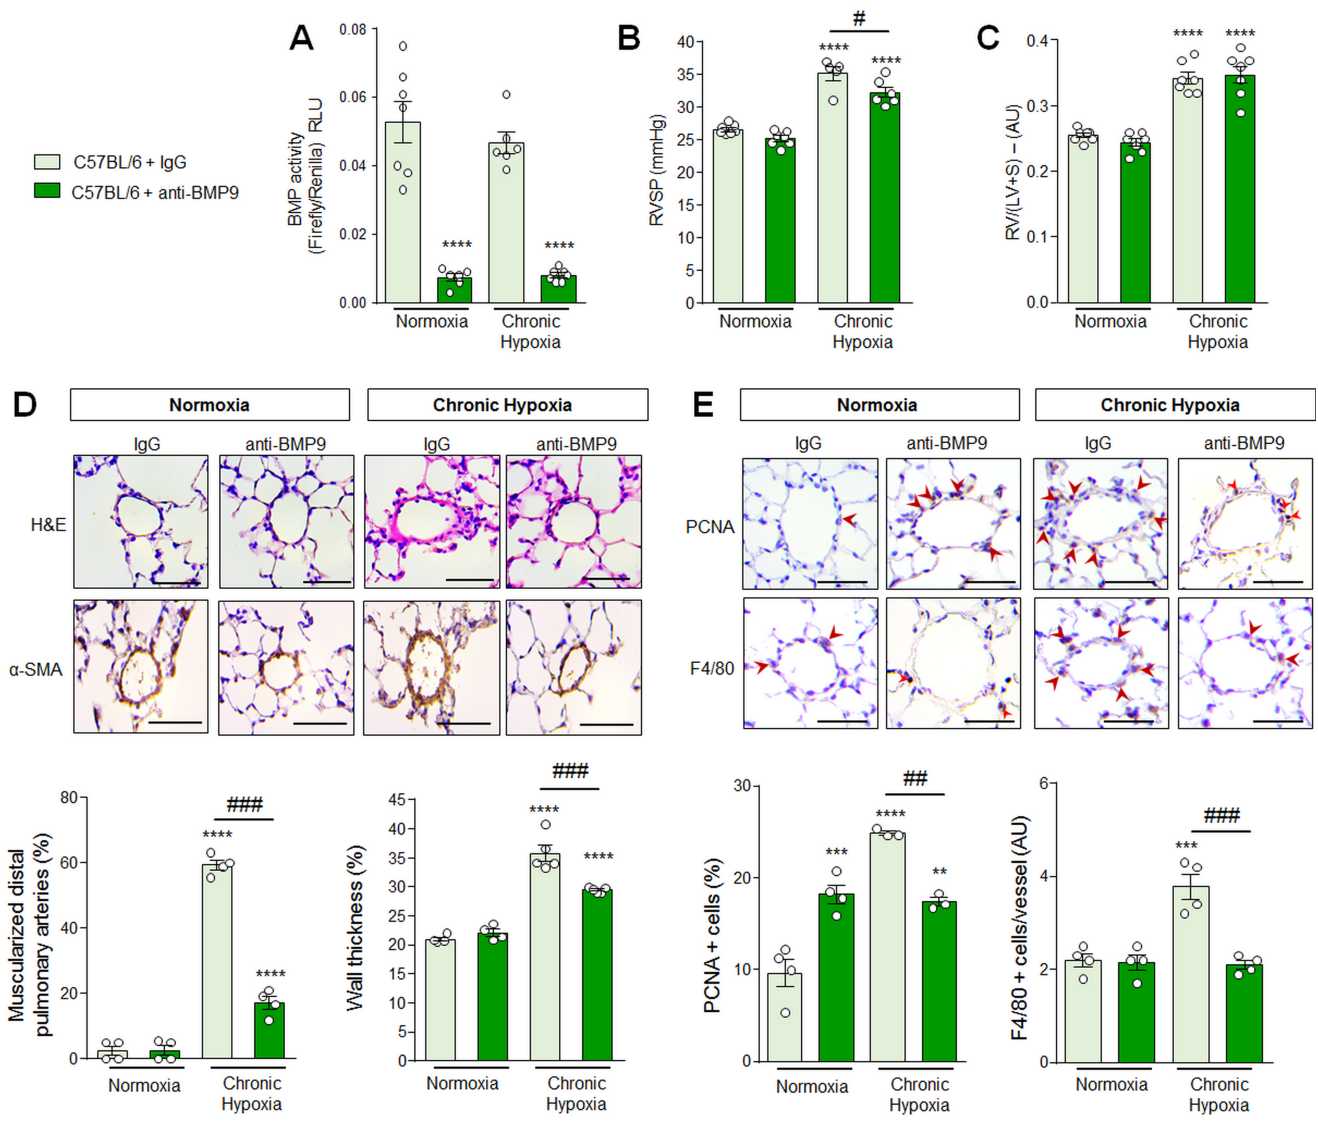 A
B
C
C57BL/6 + IgG
C57BL/6 + anti-BMP9
BMP activity
(Firefly/Renilla) RLU
0.08
0.06
0.04
0.02
0.00
****
****
Normoxia
Chronic
Hypoxia
RVSP (mmHg)
40
35
30
25
20
15
10
5
0
#
****
****
Normoxia
Chronic
Hypoxia
RV/(LV+S) – (AU)
0.4
0.3
0.2
0.1
0.0
****
****
Normoxia
Chronic
Hypoxia
D
Normoxia
Chronic Hypoxia
IgG
anti-BMP9
IgG
anti-BMP9
H&E
α-SMA
E
Normoxia
Chronic Hypoxia
IgG
anti-BMP9
IgG
anti-BMP9
PCNA
F4/80
Muscularized distal
pulmonary arteries (%)
80
60
40
20
0
###
****
****
Normoxia
Chronic
Hypoxia
Wall thickness (%)
45
40
35
30
25
20
15
10
5
0
###
****
****
Normoxia
Chronic
Hypoxia
PCNA + cells (%)
30
20
10
0
##
***
****
**
Normoxia
Chronic
Hypoxia
F4/80 + cells/vessel (AU)
6
4
2
0
###
***
Normoxia
Chronic
Hypoxia